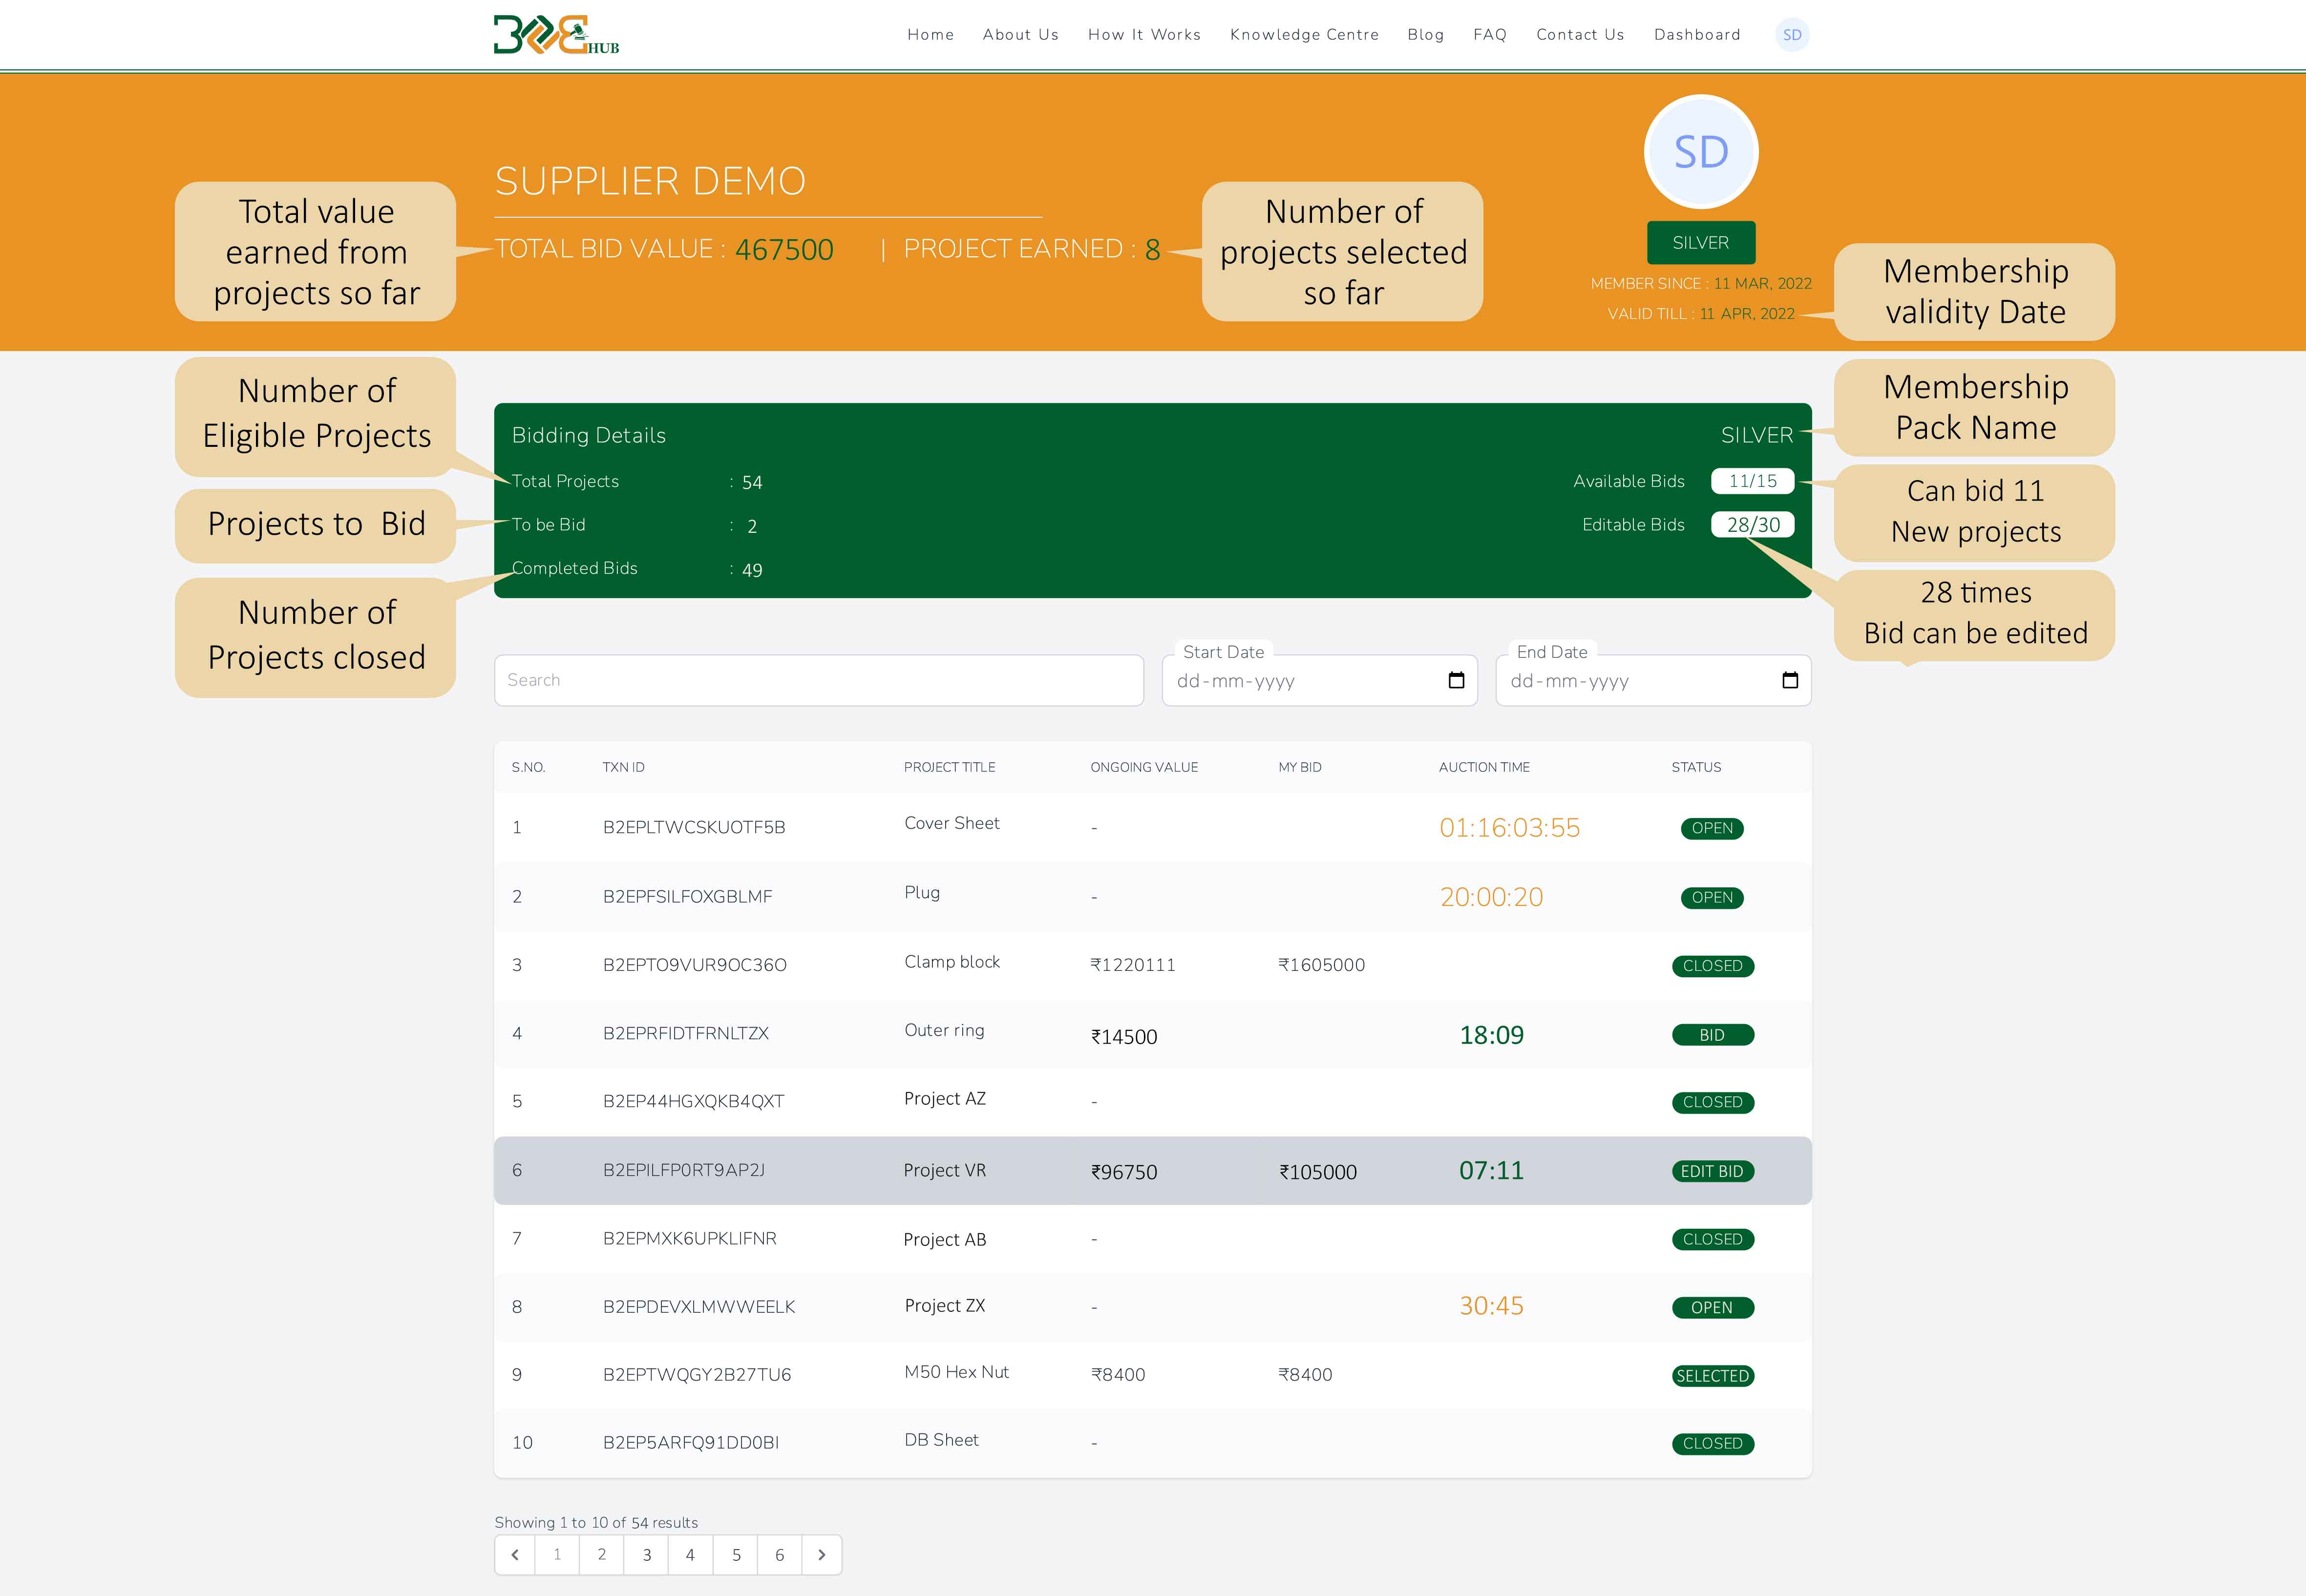 B2E HUB
Home About Us How It Works Knowledge Centre Blog FAQ Contact Us Dashboard SD
SD
SUPPLIER DEMO
TOTAL BID VALUE : 467500 | PROJECT EARNED : 8
SILVER
MEMBER SINCE : 11 MAR, 2022
VALID TILL : 11 APR, 2022
Total value
earned from
projects so far
Number of
projects selected
so far
Membership
validity Date
Number of
Eligible Projects
Projects to Bid
Number of
Projects closed
Bidding Details
Total Projects : 54
To be Bid : 2
Completed Bids : 49
SILVER
Available Bids 11/15
Editable Bids 28/30
Membership
Pack Name
Can bid 11
New projects
28 times
Bid can be edited
Search
Start Date
dd-mm-yyyy
End Date
dd-mm-yyyy
S.NO. TXN ID PROJECT TITLE ONGOING VALUE MY BID AUCTION TIME STATUS
1 B2EPLTWCSKUOTF5B Cover Sheet - 01:16:03:55 OPEN
2 B2EPFSILFOXGBLMF Plug - 20:00:20 OPEN
3 B2EPTO9VUR9OC36O Clamp block ₹1220111 ₹1605000 CLOSED
4 B2EPRFIDTFRNLTZX Outer ring ₹14500 18:09 BID
5 B2EP44HGXQKB4QXT Project AZ - CLOSED
6 B2EPILFP0RT9AP2J Project VR ₹96750 ₹105000 07:11 EDIT BID
7 B2EPMXK6UPKLIFNR Project AB - CLOSED
8 B2EPDEVXLMWWEELK Project ZX - 30:45 OPEN
9 B2EPTWQGY2B27TU6 M50 Hex Nut ₹8400 ₹8400 SELECTED
10 B2EP5ARFQ91DD0BI DB Sheet - CLOSED
Showing 1 to 10 of 54 results
1 2 3 4 5 6